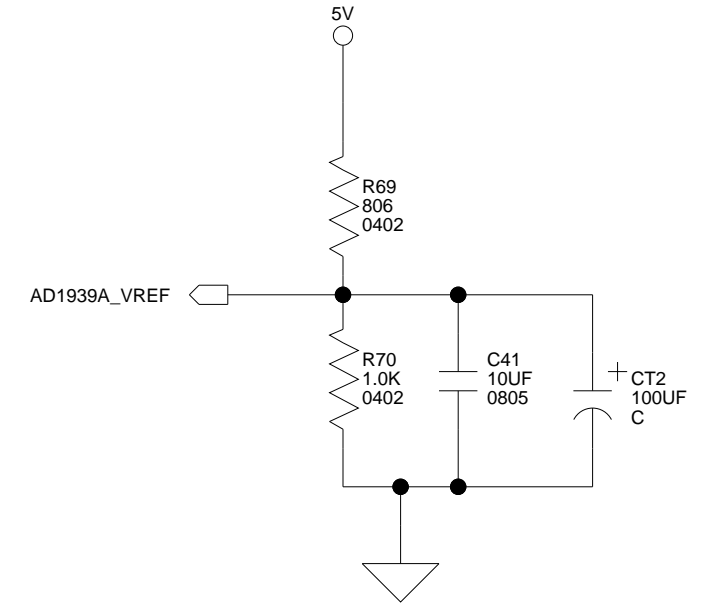 5V
R69
806
0402
AD1939A_VREF
R70
1.0K
0402
C41
10UF
0805
+
CT2
100UF
C